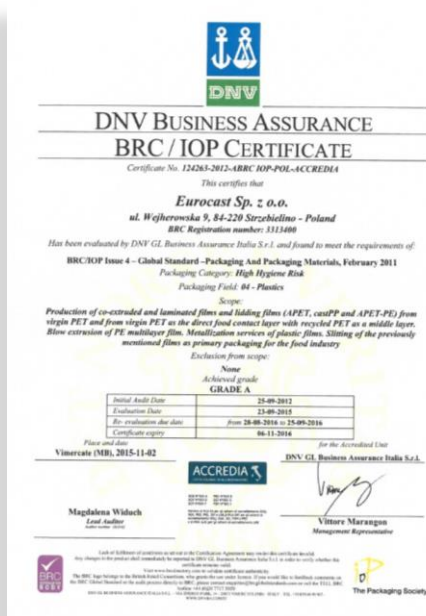 DNV
DNV BUSINESS ASSURANCE
BRC / IOP CERTIFICATE
Certificate No. 124263-2012-ABRC IOP-POL-ACCREDIA
This certifies that
Eurocast Sp. z o.o.
ul. Wejherowska 9, 84-220 Strzebielino - Poland
BRC Registration number: 3313400
Has been evaluated by DNV GL Business Assurance Italia S.r.l. and found to meet the requirements of:
BRC/IOP Issue 4 – Global Standard –Packaging And Packaging Materials, February 2011
Packaging Category: High Hygiene Risk
Packaging Field: 04 - Plastics
Scope:
Production of co-extruded and laminated films and lidding films (APET, castPP and APET-PE) from
virgin PET and from virgin PET as the direct food contact layer with recycled PET as a middle layer.
Blow extrusion of PE multilayer film. Metallization services of plastic films. Slitting of the previously
mentioned films as primary packaging for the food industry
Exclusion from scope:
None
Achieved grade
GRADE A
Initial Audit Date 25-09-2012
Evaluation Date 23-09-2015
Re- evaluation due date from 28-08-2016 to 25-09-2016
Certificate expiry 06-11-2016
Place and date
Vimercate (MB), 2015-11-02
for the Accredited Unit
DNV GL Business Assurance Italia S.r.l.
ACCREDIA
Magdalena Widuch
Lead Auditor
Vittore Marangon
Management Representative
BRC
The Packaging Society